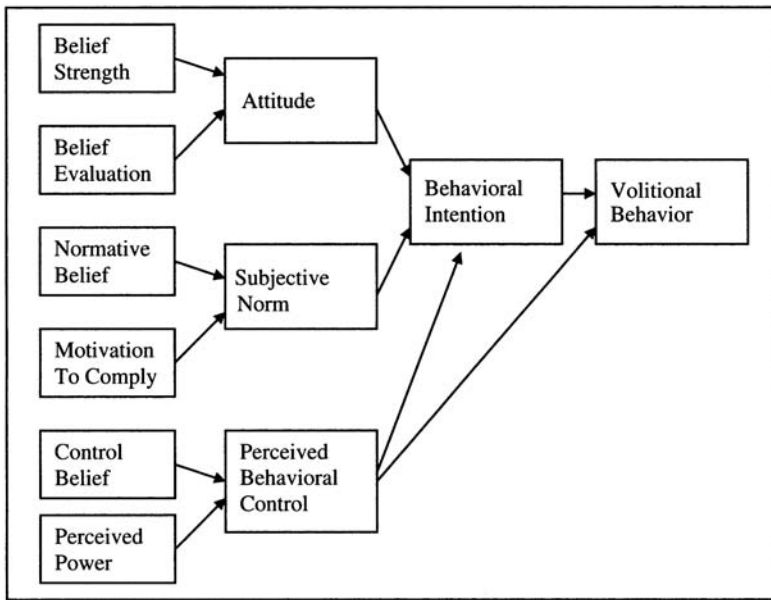 Belief
Strength
Belief
Evaluation
Attitude
Normative
Belief
Motivation
To Comply
Subjective
Norm
Control
Belief
Perceived
Power
Perceived
Behavioral
Control
Behavioral
Intention
Volitional
Behavior